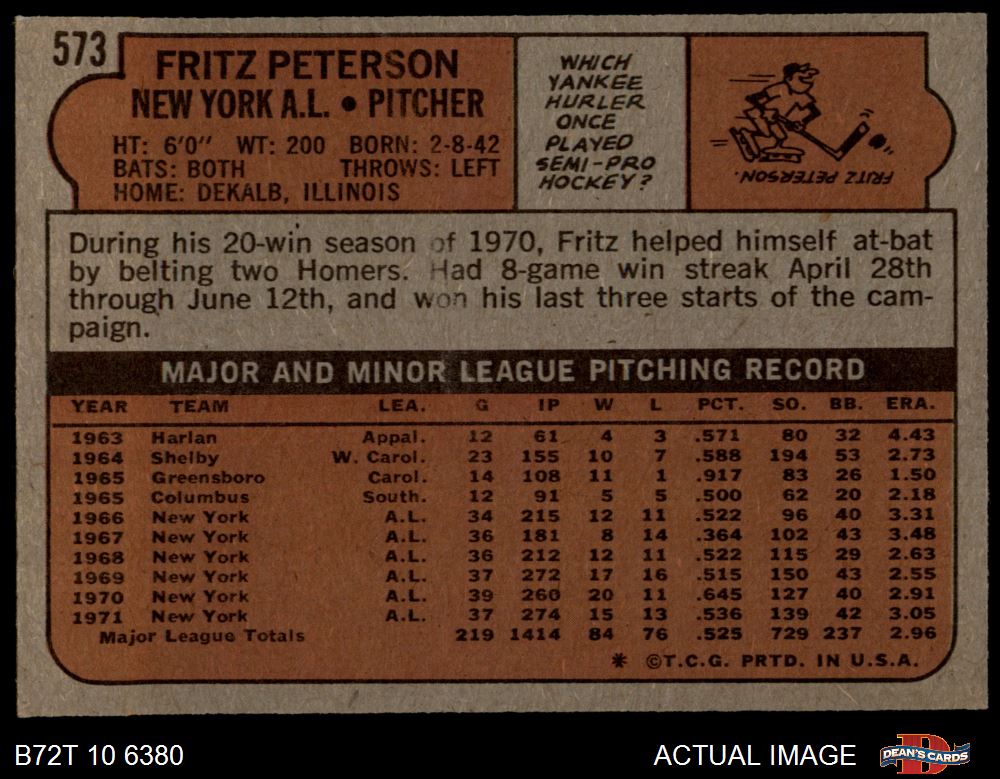 573
FRITZ PETERSON
NEW YORK A.L. • PITCHER
HT: 6'0" WT: 200 BORN: 2-8-42
BATS: BOTH THROWS: LEFT
HOME: DEKALB, ILLINOIS
WHICH
YANKEE
HURLER
ONCE
PLAYED
SEMI-PRO
HOCKEY?
FRITZ PETERSON.
During his 20-win season of 1970, Fritz helped himself at-bat
by belting two Homers. Had 8-game win streak April 28th
through June 12th, and won his last three starts of the cam-
paign.
MAJOR AND MINOR LEAGUE PITCHING RECORD
YEAR TEAM LEA. G IP W L PCT. SO. BB. ERA.
1963 Harlan Appal. 12 61 4 3 .571 80 32 4.43
1964 Shelby W. Carol. 23 155 10 7 .588 194 53 2.73
1965 Greensboro Carol. 14 108 11 1 .917 83 26 1.50
1965 Columbus South. 12 91 5 5 .500 62 20 2.18
1966 New York A.L. 34 215 12 11 .522 96 40 3.31
1967 New York A.L. 36 181 8 14 .364 102 43 3.48
1968 New York A.L. 36 212 12 11 .522 115 29 2.63
1969 New York A.L. 37 272 17 16 .515 150 43 2.55
1970 New York A.L. 39 260 20 11 .645 127 40 2.91
1971 New York A.L. 37 274 15 13 .536 139 42 3.05
Major League Totals 219 1414 84 76 .525 729 237 2.96
* ©T.C.G. PRTD. IN U.S.A.
B72T 10 6380
ACTUAL IMAGE
DEAN'S CARDS